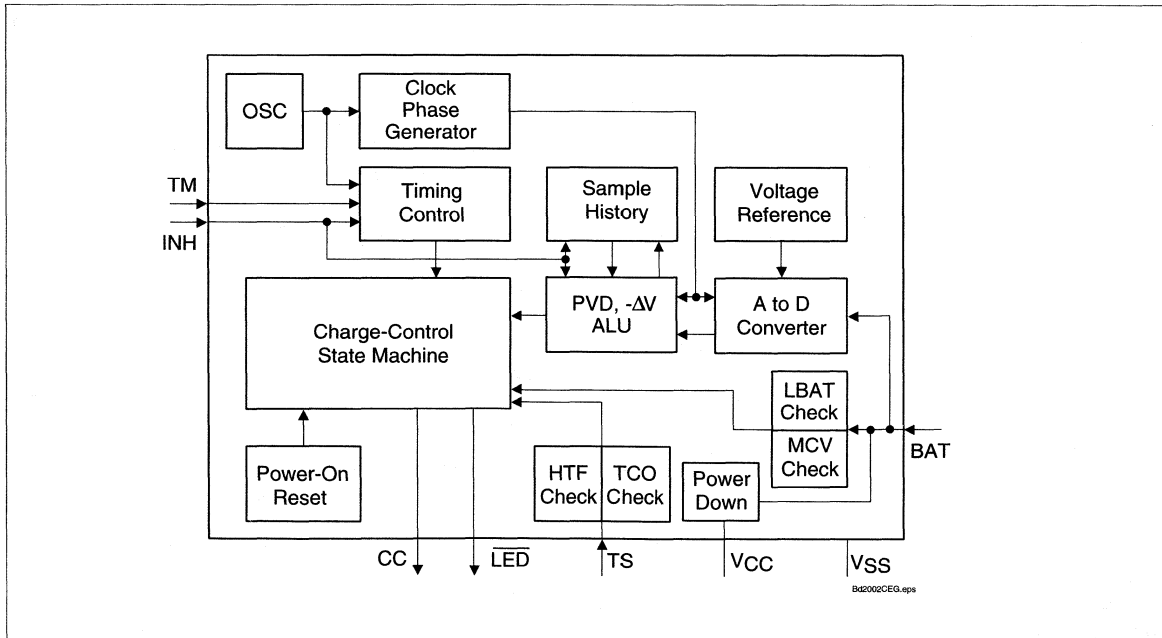 OSC
Clock
Phase
Generator
TM
INH
Timing
Control
Sample
History
Voltage
Reference
Charge-Control
State Machine
PVD, -ΔV
ALU
A to D
Converter
LBAT
Check
MCV
Check
BAT
Power-On
Reset
HTF
Check
TCO
Check
Power
Down
CC
LED
TS
VCC
VSS
Bd2002CEG.eps